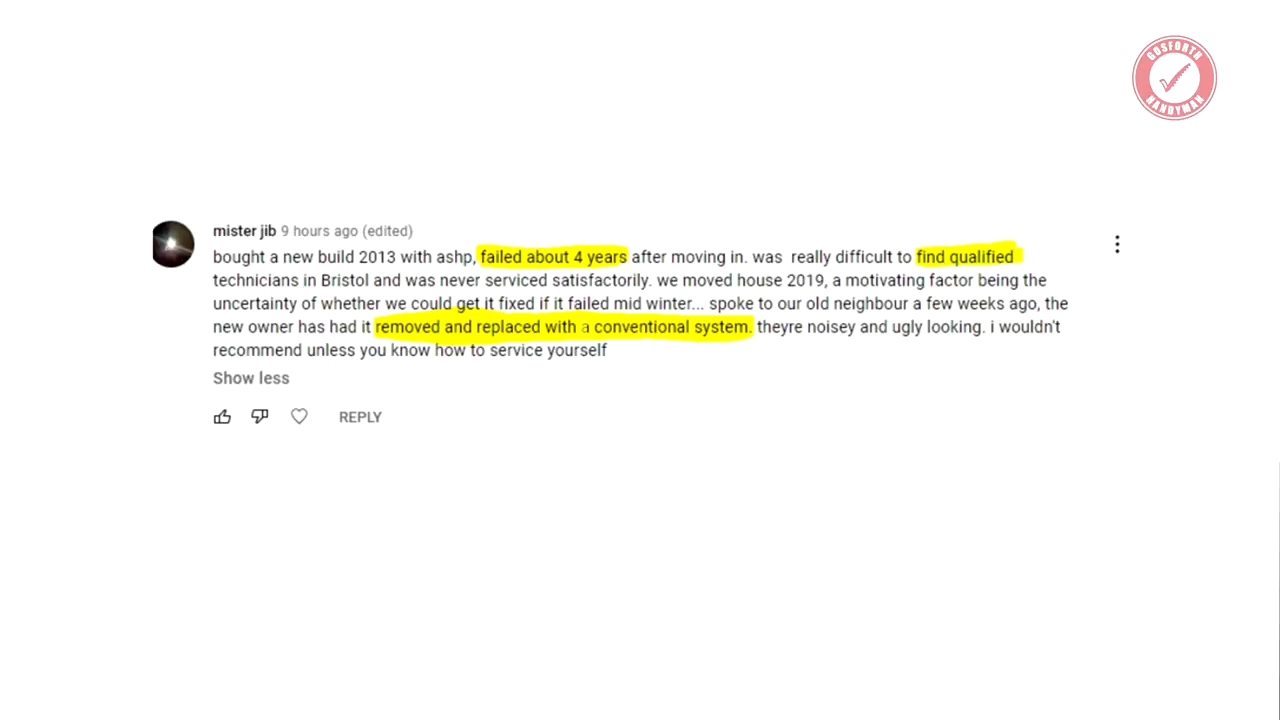 GOSFORTH
HANDYMAN
mister jib 9 hours ago (edited)
bought a new build 2013 with ashp, failed about 4 years after moving in. was  really difficult to find qualified
technicians in Bristol and was never serviced satisfactorily. we moved house 2019, a motivating factor being the
uncertainty of whether we could get it fixed if it failed mid winter... spoke to our old neighbour a few weeks ago, the
new owner has had it removed and replaced with a conventional system. theyre noisey and ugly looking. i wouldn't
recommend unless you know how to service yourself
Show less
REPLY